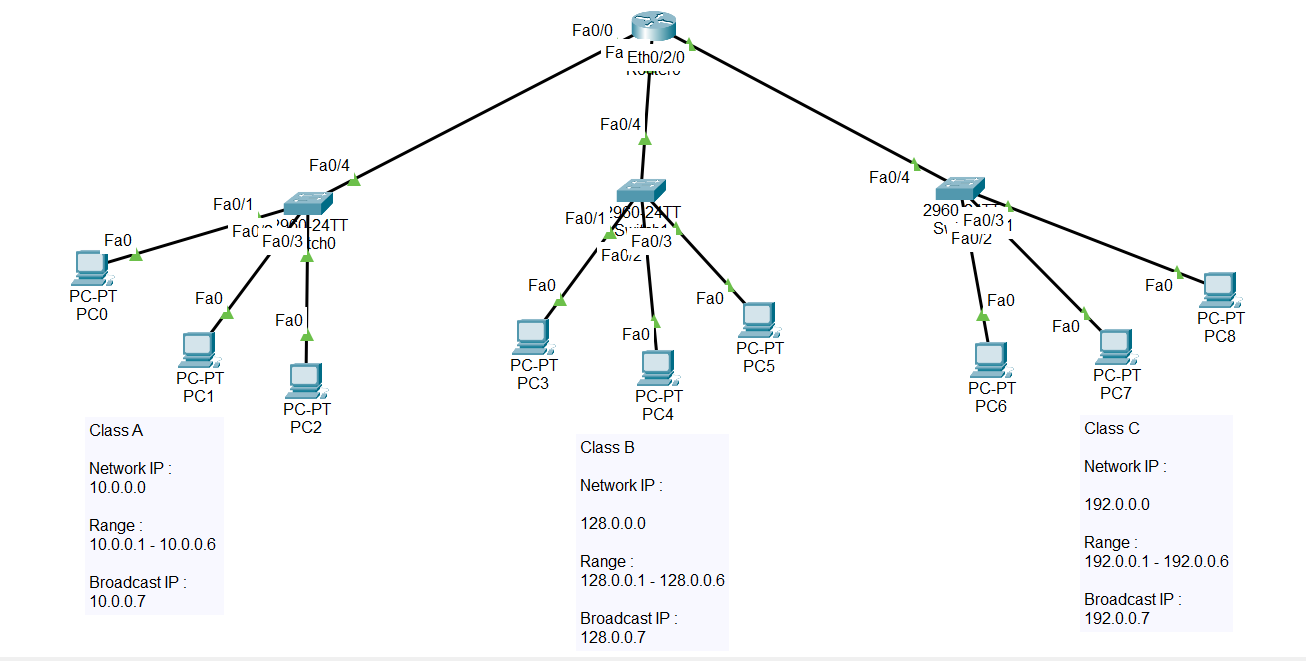 Fa0/0
Fa
Eth0/2/0
Router0
Fa0/4
Fa0/4
Fa0/4
Fa0/1
2960-24TT
Fa0/3
Fa0
PC-PT
PC0
Fa0
PC-PT
PC1
Fa0
PC-PT
PC2
Fa0/1
2960-24TT
Fa0/3
Fa0/2
Fa0
PC-PT
PC3
Fa0
PC-PT
PC4
Fa0
PC-PT
PC5
2960
Fa0/3
Fa0/2
Fa0
PC-PT
PC6
Fa0
PC-PT
PC7
Fa0
PC-PT
PC8
Class A
Network IP :
10.0.0.0
Range :
10.0.0.1 - 10.0.0.6
Broadcast IP :
10.0.0.7
Class B
Network IP :
128.0.0.0
Range :
128.0.0.1 - 128.0.0.6
Broadcast IP :
128.0.0.7
Class C
Network IP :
192.0.0.0
Range :
192.0.0.1 - 192.0.0.6
Broadcast IP :
192.0.0.7